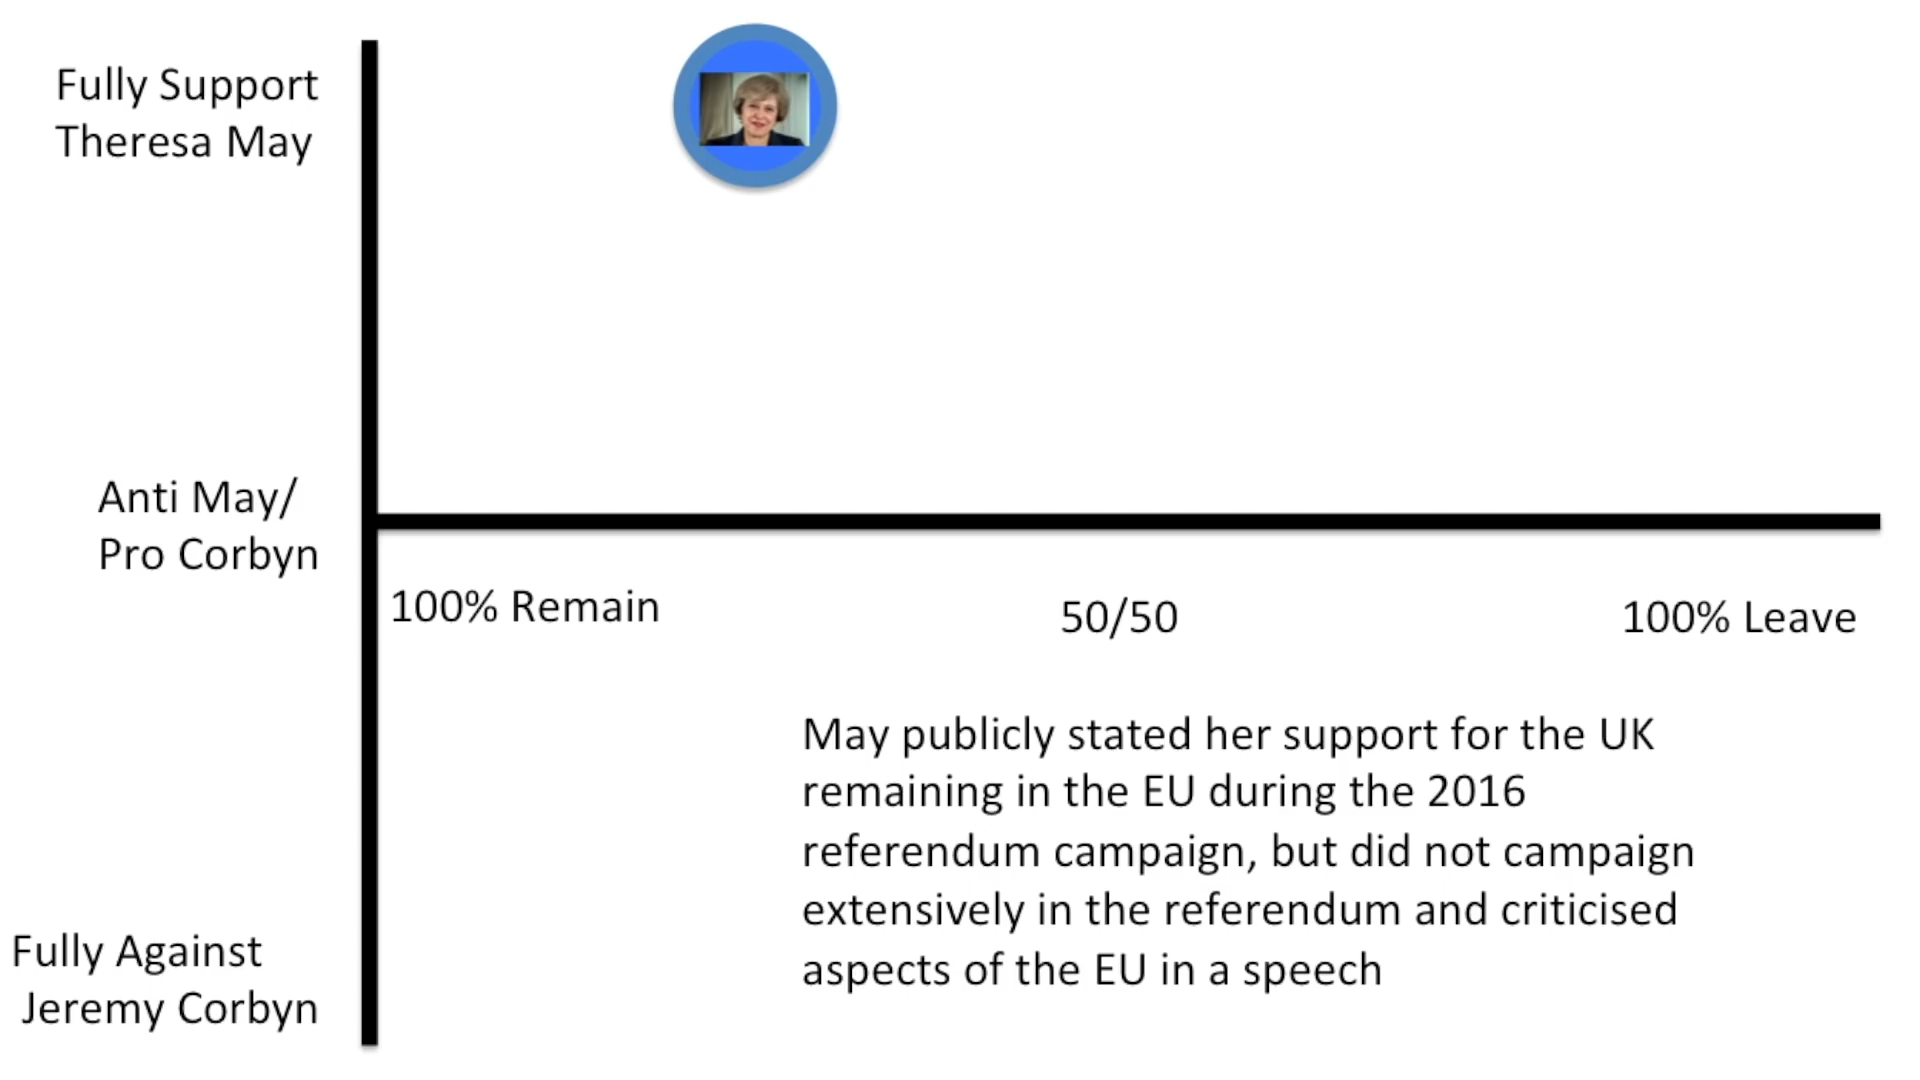 Fully Support
Theresa May
Anti May/
Pro Corbyn
100% Remain
50/50
100% Leave
May publicly stated her support for the UK
remaining in the EU during the 2016
referendum campaign, but did not campaign
extensively in the referendum and criticised
aspects of the EU in a speech
Fully Against
Jeremy Corbyn